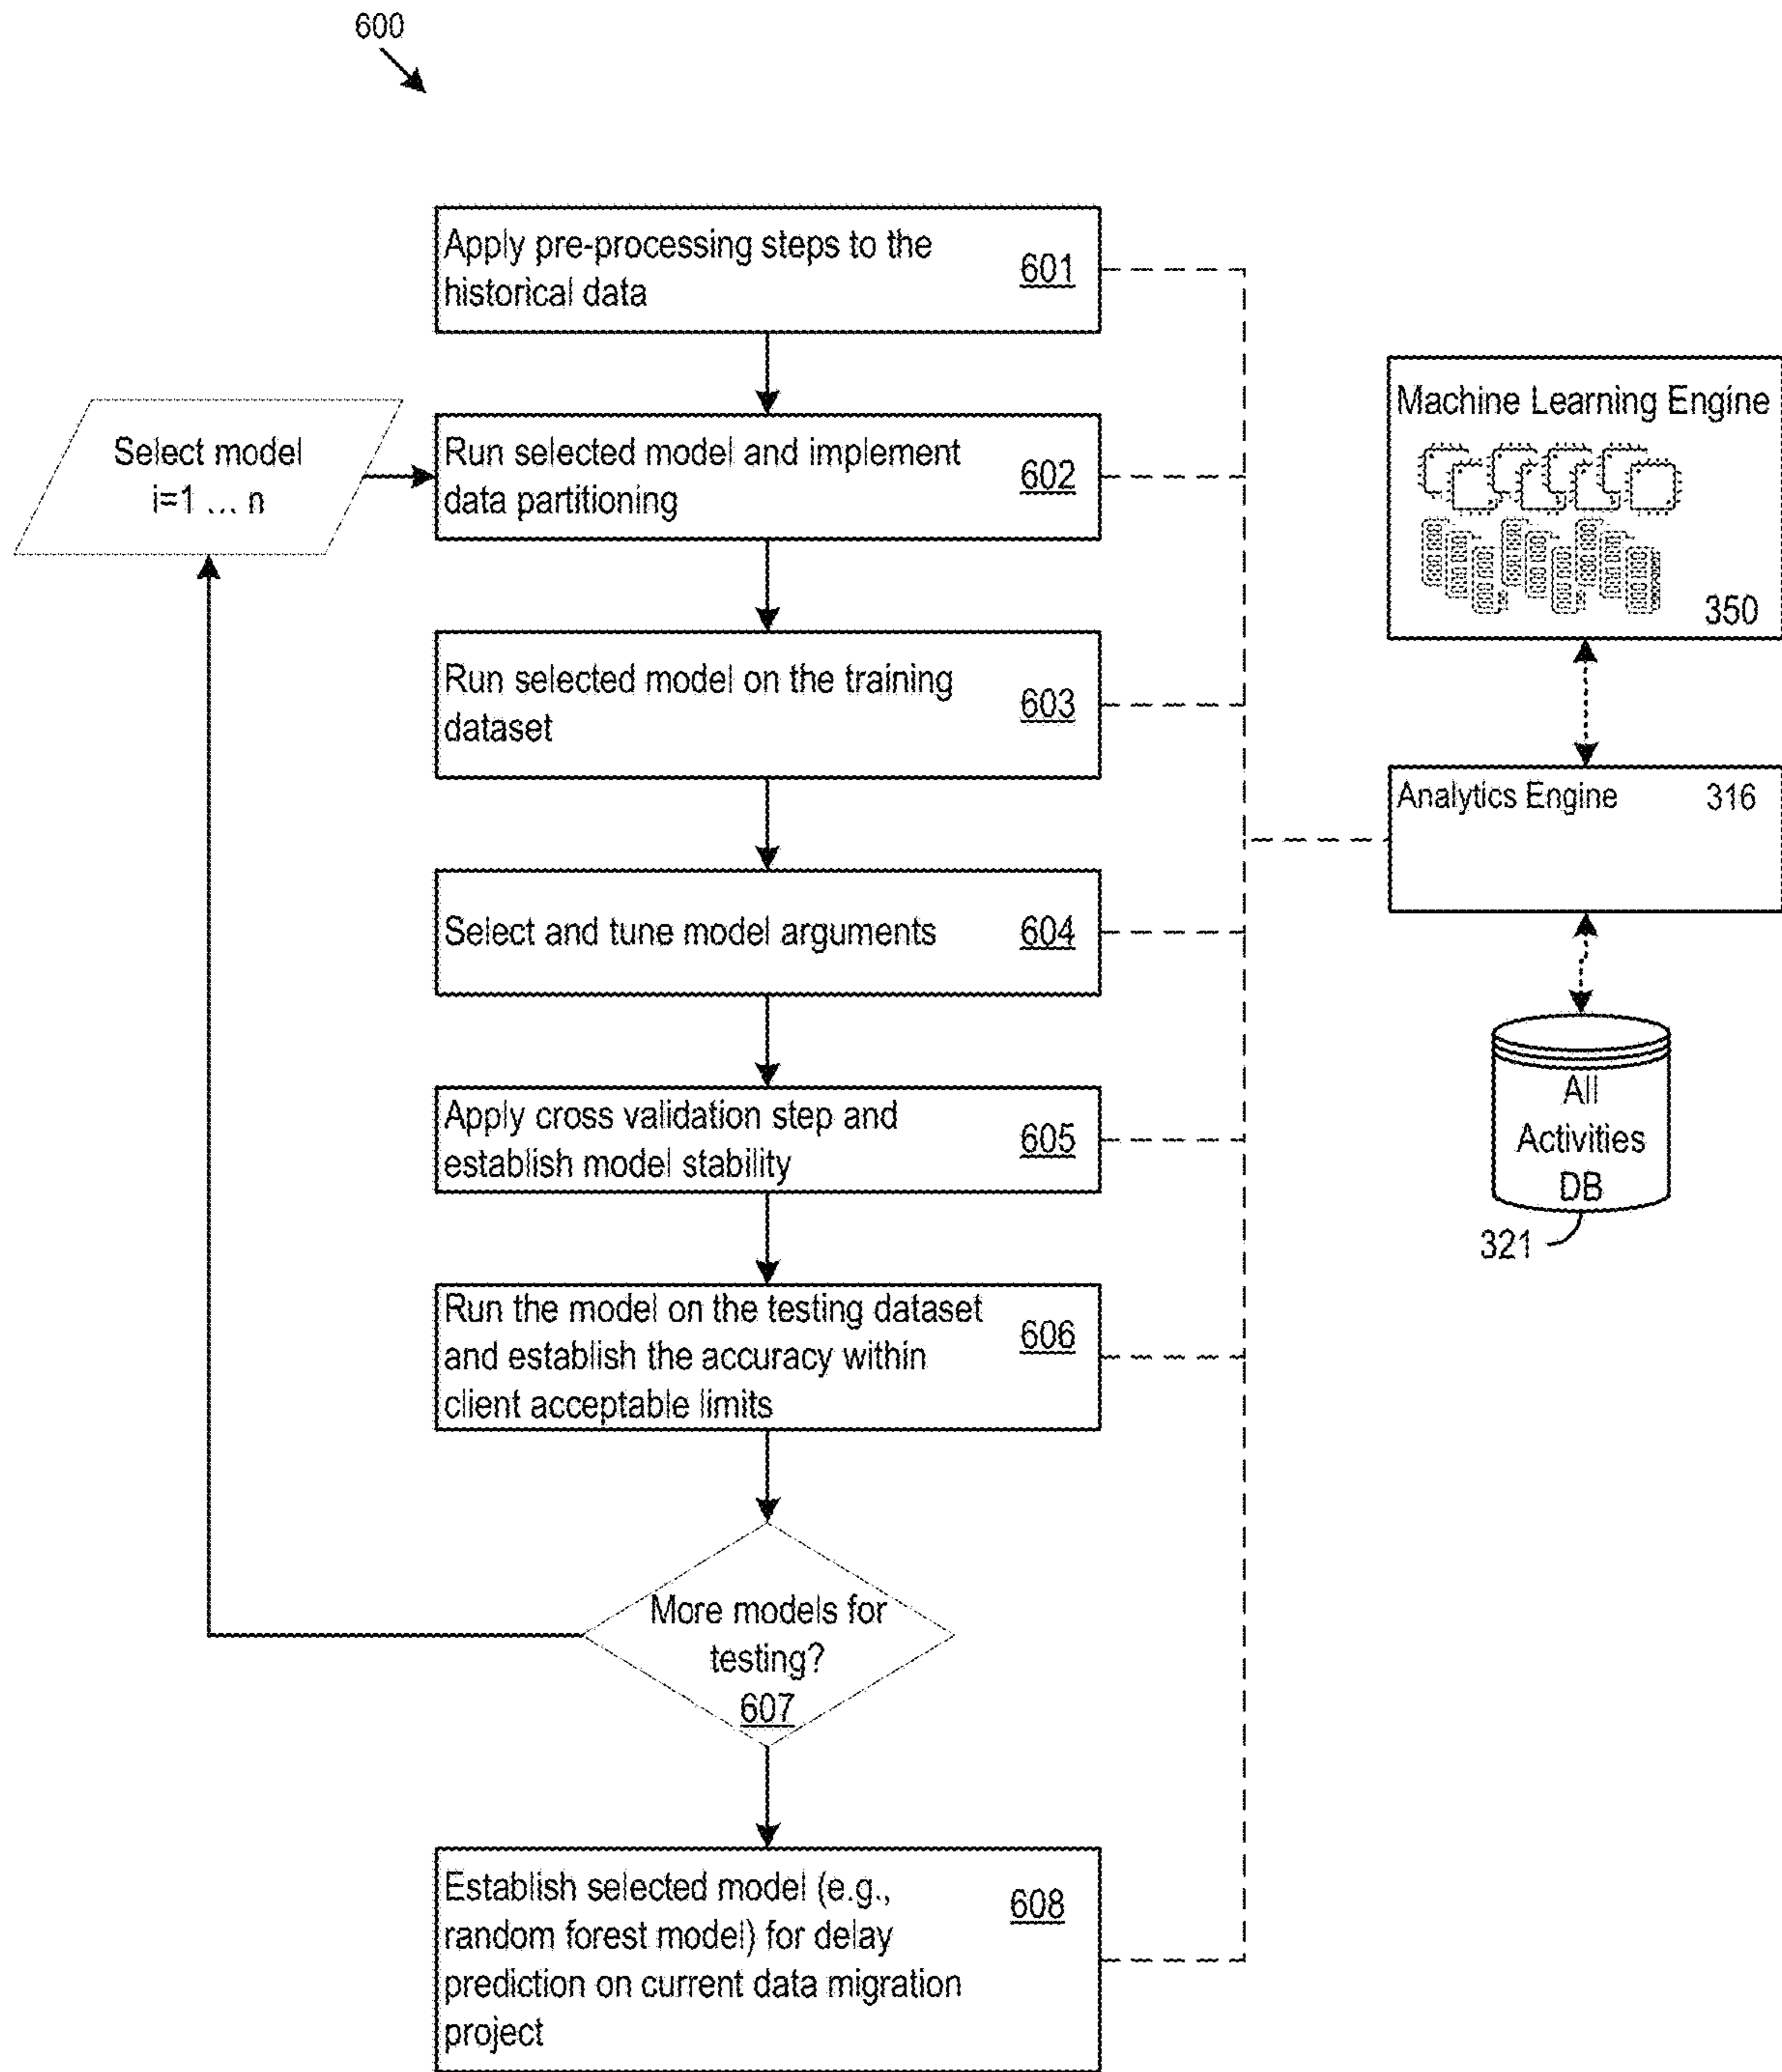 600
Apply pre-processing steps to the
historical data
601
Select model
i=1 ... n
Run selected model and implement
data partitioning
602
Run selected model on the training
dataset
603
Select and tune model arguments
604
Apply cross validation step and
establish model stability
605
Run the model on the testing dataset
and establish the accuracy within
client acceptable limits
606
More models for
testing?
607
Establish selected model (e.g.,
random forest model) for delay
prediction on current data migration
project
608
Machine Learning Engine
350
Analytics Engine
316
All
Activities
DB
321